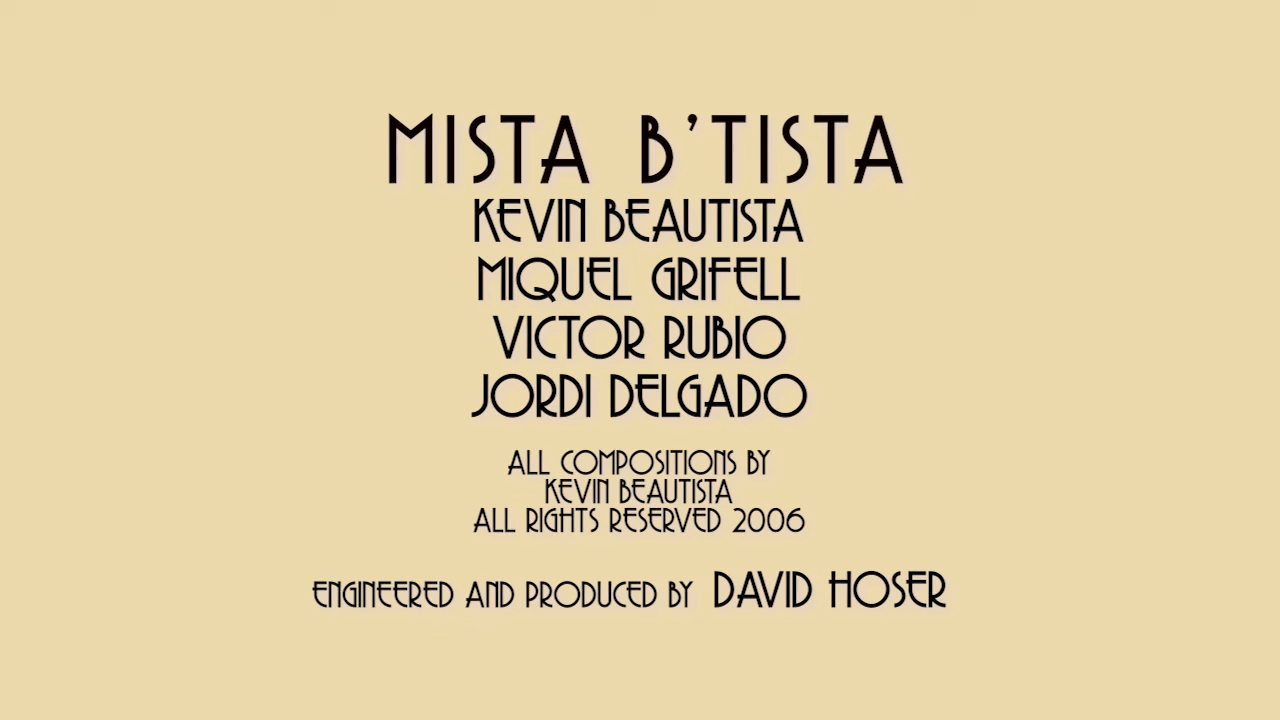 MISTA B'TISTA
KEVIN BEAUTISTA
MIQUEL GRIFELL
VICTOR RUBIO
JORDI DELGADO
ALL COMPOSITIONS BY
KEVIN BEAUTISTA
ALL RIGHTS RESERVED 2006
ENGINEERED AND PRODUCED BY DAVID HOSER